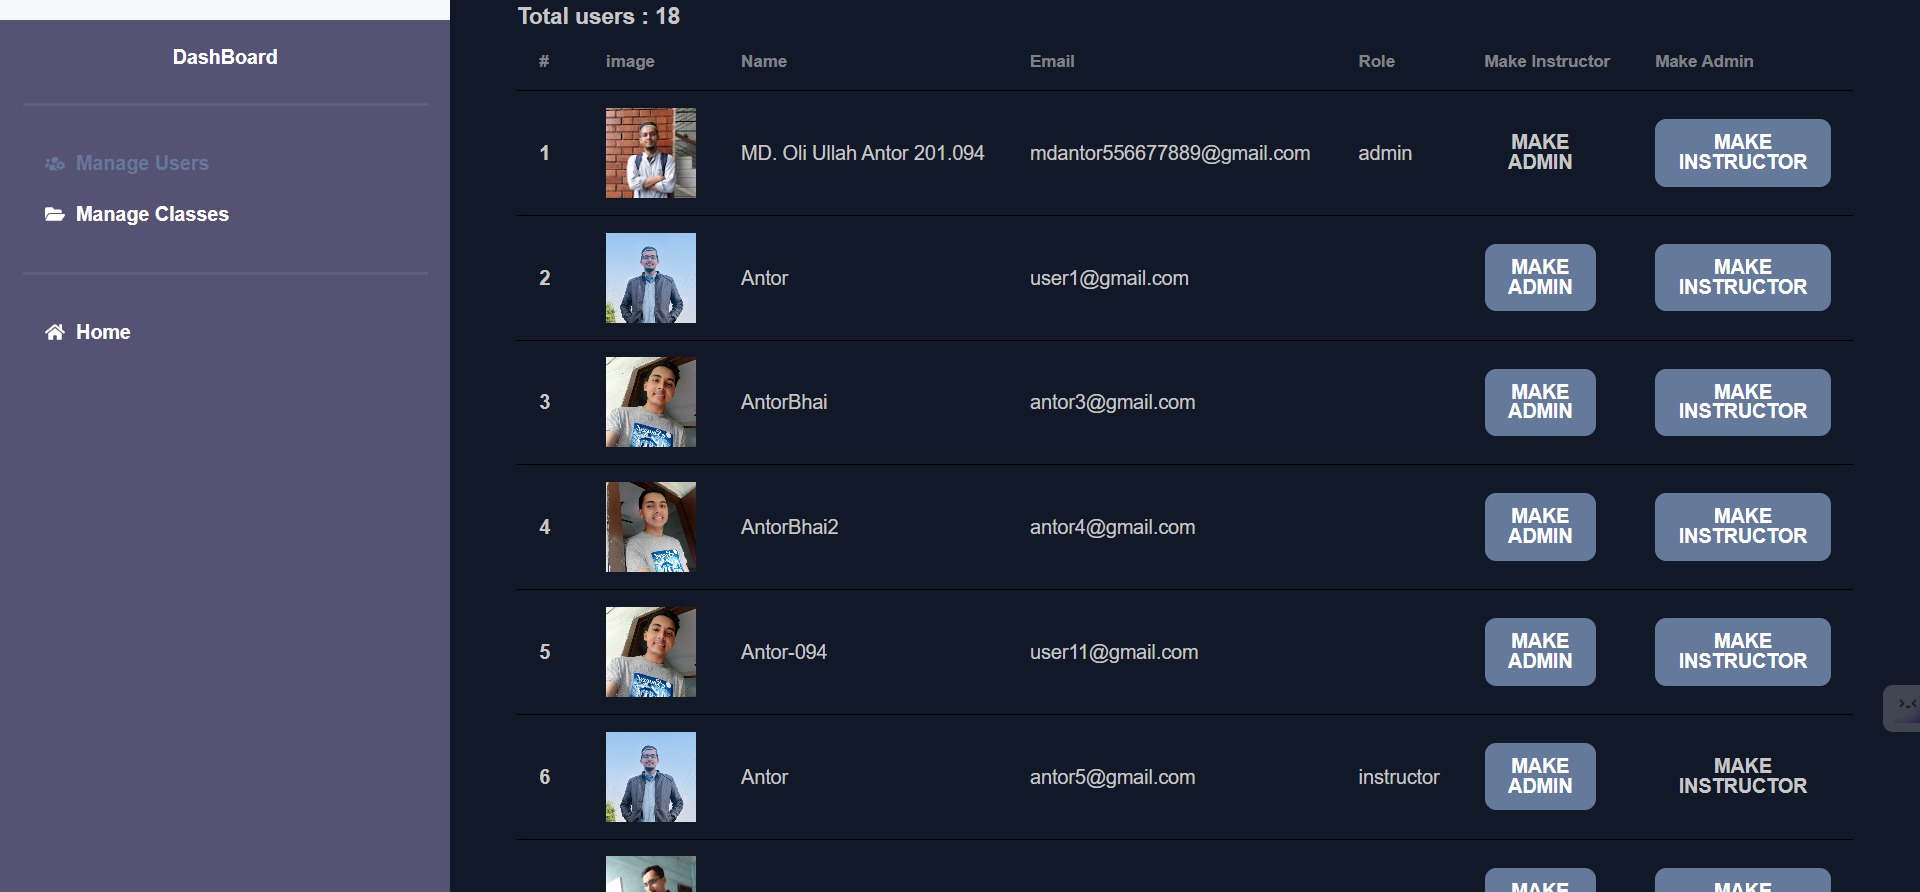 DashBoard
Manage Users
Manage Classes
Home
Total users : 18
# image Name Email Role Make Instructor Make Admin
1 MD. Oli Ullah Antor 201.094 mdantor556677889@gmail.com admin MAKE ADMIN MAKE INSTRUCTOR
2 Antor user1@gmail.com MAKE ADMIN MAKE INSTRUCTOR
3 AntorBhai antor3@gmail.com MAKE ADMIN MAKE INSTRUCTOR
4 AntorBhai2 antor4@gmail.com MAKE ADMIN MAKE INSTRUCTOR
5 Antor-094 user11@gmail.com MAKE ADMIN MAKE INSTRUCTOR
6 Antor antor5@gmail.com instructor MAKE ADMIN MAKE INSTRUCTOR
MAKE MAKE